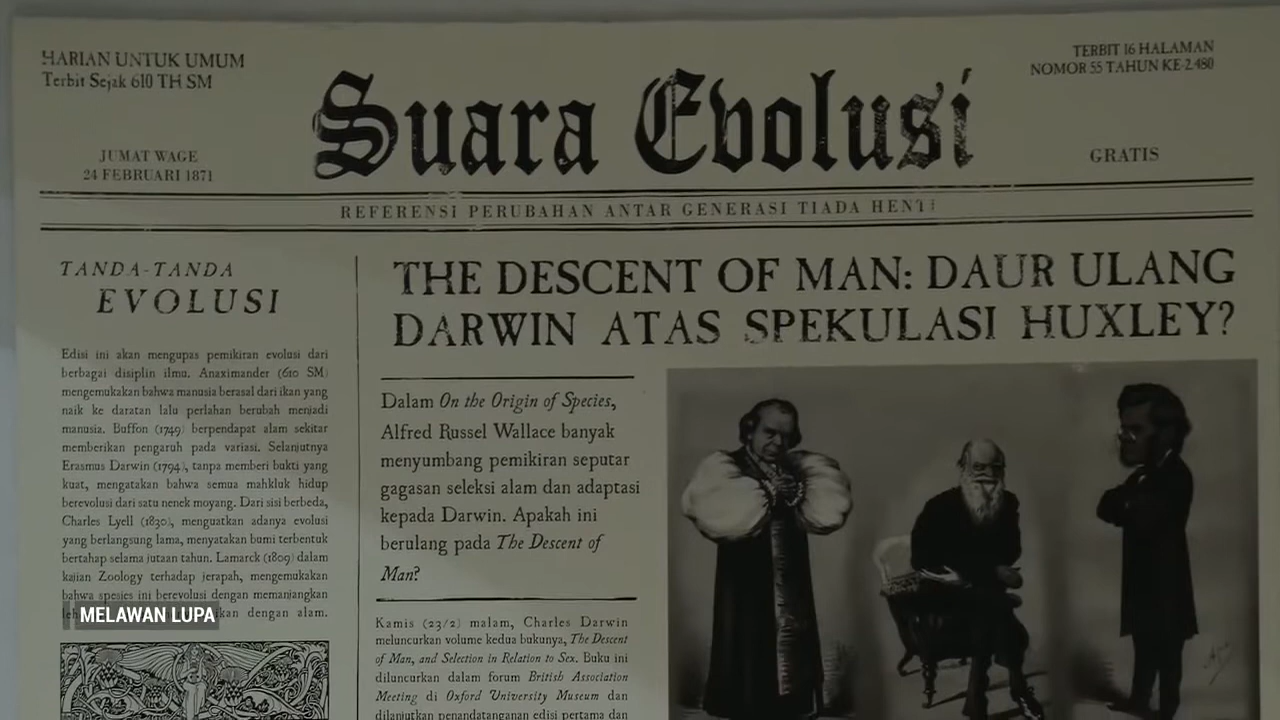 HARIAN UNTUK UMUM
Terbit Sejak 610 TH SM
TERBIT 16 HALAMAN
NOMOR 55 TAHUN KE-2.480
Suara Evolusi
JUMAT WAGE
24 FEBRUARI 1871
GRATIS
REFERENSI PERUBAHAN ANTAR GENERASI TIADA HENTI
TANDA-TANDA
EVOLUSI
Edisi ini akan mengupas pemikiran evolusi dari
berbagai disiplin ilmu. Anaximander (610 SM)
mengemukakan bahwa manusia berasal dari ikan yang
naik ke daratan lalu perlahan berubah menjadi
manusia. Buffon (1749) berpendapat alam sekitar
memberikan pengaruh pada variasi. Selanjutnya
Erasmus Darwin (1794), tanpa memberi bukti yang
kuat, mengatakan bahwa semua mahkluk hidup
berevolusi dari satu nenek moyang. Dari sisi berbeda,
Charles Lyell (1830), menguatkan adanya evolusi
yang berlangsung lama, menyatakan bumi terbentuk
bertahap selama jutaan tahun. Lamarck (1809) dalam
kajian Zoology terhadap jerapah, mengemukakan
bahwa spesies ini berevolusi dengan memanjangkan
dengan alam.
MELAWAN LUPA
THE DESCENT OF MAN: DAUR ULANG
DARWIN ATAS SPEKULASI HUXLEY?
Dalam On the Origin of Species,
Alfred Russel Wallace banyak
menyumbang pemikiran seputar
gagasan seleksi alam dan adaptasi
kepada Darwin. Apakah ini
berulang pada The Descent of
Man?
Kamis (23/2) malam, Charles Darwin
meluncurkan volume kedua bukunya, The Descent
of Man, and Selection in Relation to Sex. Buku ini
diluncurkan dalam forum British Association
Meeting di Oxford University Museum dan
dilanjutkan penandatanganan edisi pertama dan